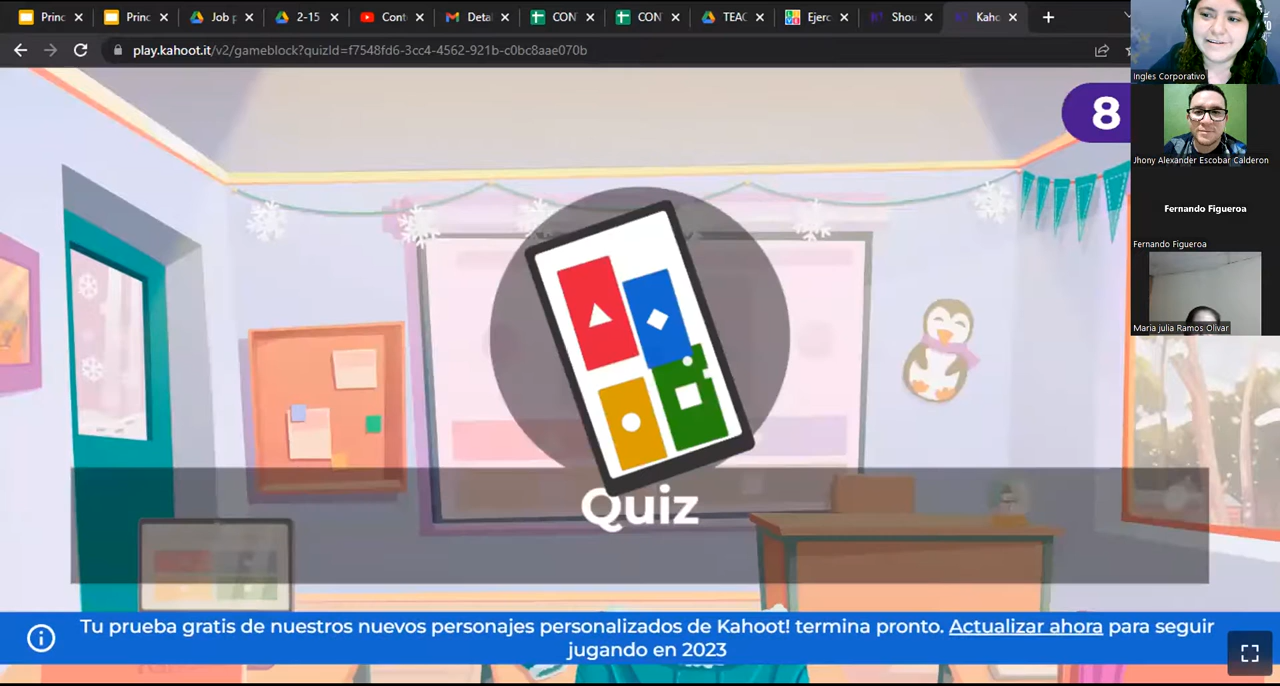 Princ
Princ
Job p
2-15
Cont
Deta
CON
CON
TEAC
Ejerc
Shou
Kaho
play.kahoot.it/v2/gameblock?quizId=f7548fd6-3cc4-4562-921b-c0bc8aae070b
8
Ingles Corporativo
Jhony Alexander Escobar Calderon
Fernando Figueroa
Fernando Figueroa
Maria julia Ramos Olivar
Quiz
Tu prueba gratis de nuestros nuevos personajes personalizados de Kahoot! termina pronto. Actualizar ahora para seguir
jugando en 2023